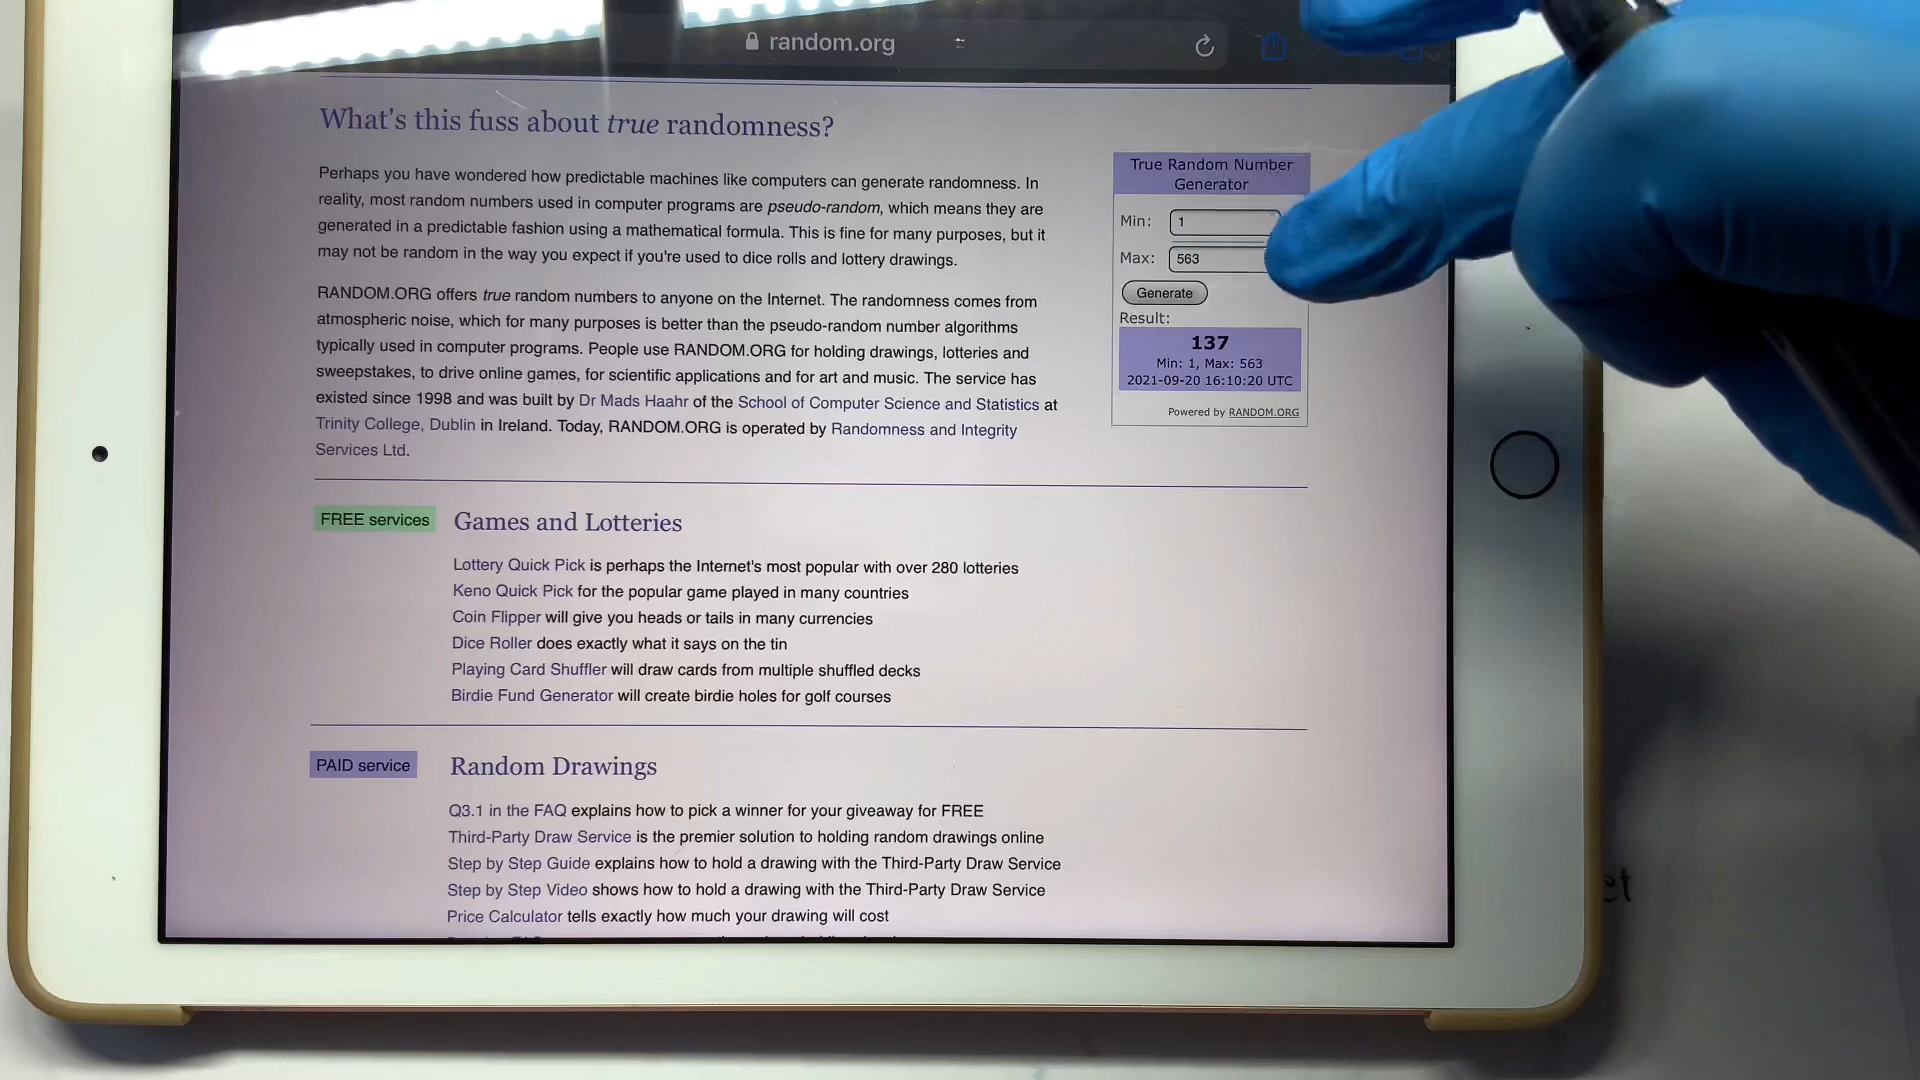 random.org
What's this fuss about true randomness?
Perhaps you have wondered how predictable machines like computers can generate randomness. In
reality, most random numbers used in computer programs are pseudo-random, which means they are
generated in a predictable fashion using a mathematical formula. This is fine for many purposes, but it
may not be random in the way you expect if you're used to dice rolls and lottery drawings.
RANDOM.ORG offers true random numbers to anyone on the Internet. The randomness comes from
atmospheric noise, which for many purposes is better than the pseudo-random number algorithms
typically used in computer programs. People use RANDOM.ORG for holding drawings, lotteries and
sweepstakes, to drive online games, for scientific applications and for art and music. The service has
existed since 1998 and was built by Dr Mads Haahr of the School of Computer Science and Statistics at
Trinity College, Dublin in Ireland. Today, RANDOM.ORG is operated by Randomness and Integrity
Services Ltd.
True Random Number
Generator
Min: 1
Max: 563
Generate
Result:
137
Min: 1, Max: 563
2021-09-20 16:10:20 UTC
Powered by RANDOM.ORG
FREE services
Games and Lotteries
Lottery Quick Pick is perhaps the Internet's most popular with over 280 lotteries
Keno Quick Pick for the popular game played in many countries
Coin Flipper will give you heads or tails in many currencies
Dice Roller does exactly what it says on the tin
Playing Card Shuffler will draw cards from multiple shuffled decks
Birdie Fund Generator will create birdie holes for golf courses
PAID service
Random Drawings
Q3.1 in the FAQ explains how to pick a winner for your giveaway for FREE
Third-Party Draw Service is the premier solution to holding random drawings online
Step by Step Guide explains how to hold a drawing with the Third-Party Draw Service
Step by Step Video shows how to hold a drawing with the Third-Party Draw Service
Price Calculator tells exactly how much your drawing will cost